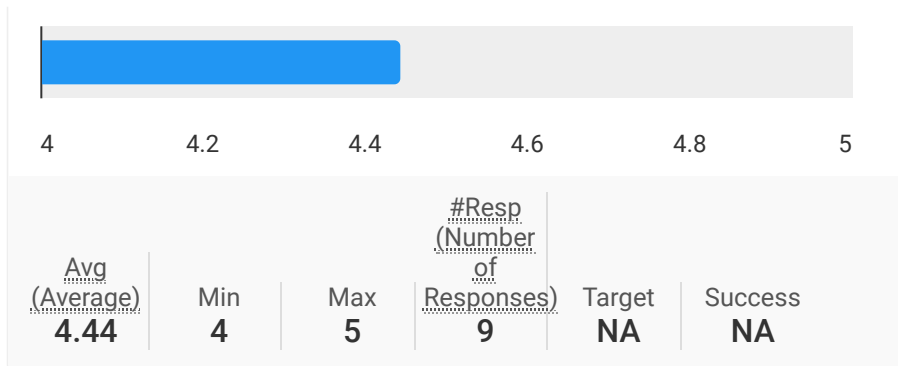 4 4.2 4.4 4.6 4.8 5
#Resp
(Number
of
Avg
(Average) Min Max Responses) Target Success
4.44 4 5 9 NA NA